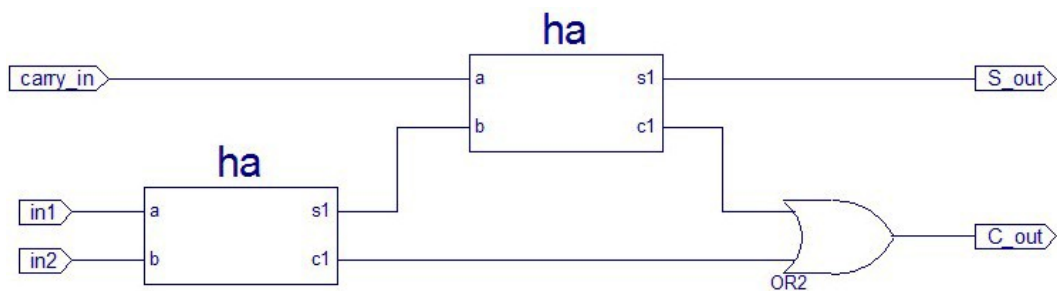 ha
carry_in
a
s1
S_out
b
c1
ha
in1
a
s1
in2
b
c1
C_out
OR2